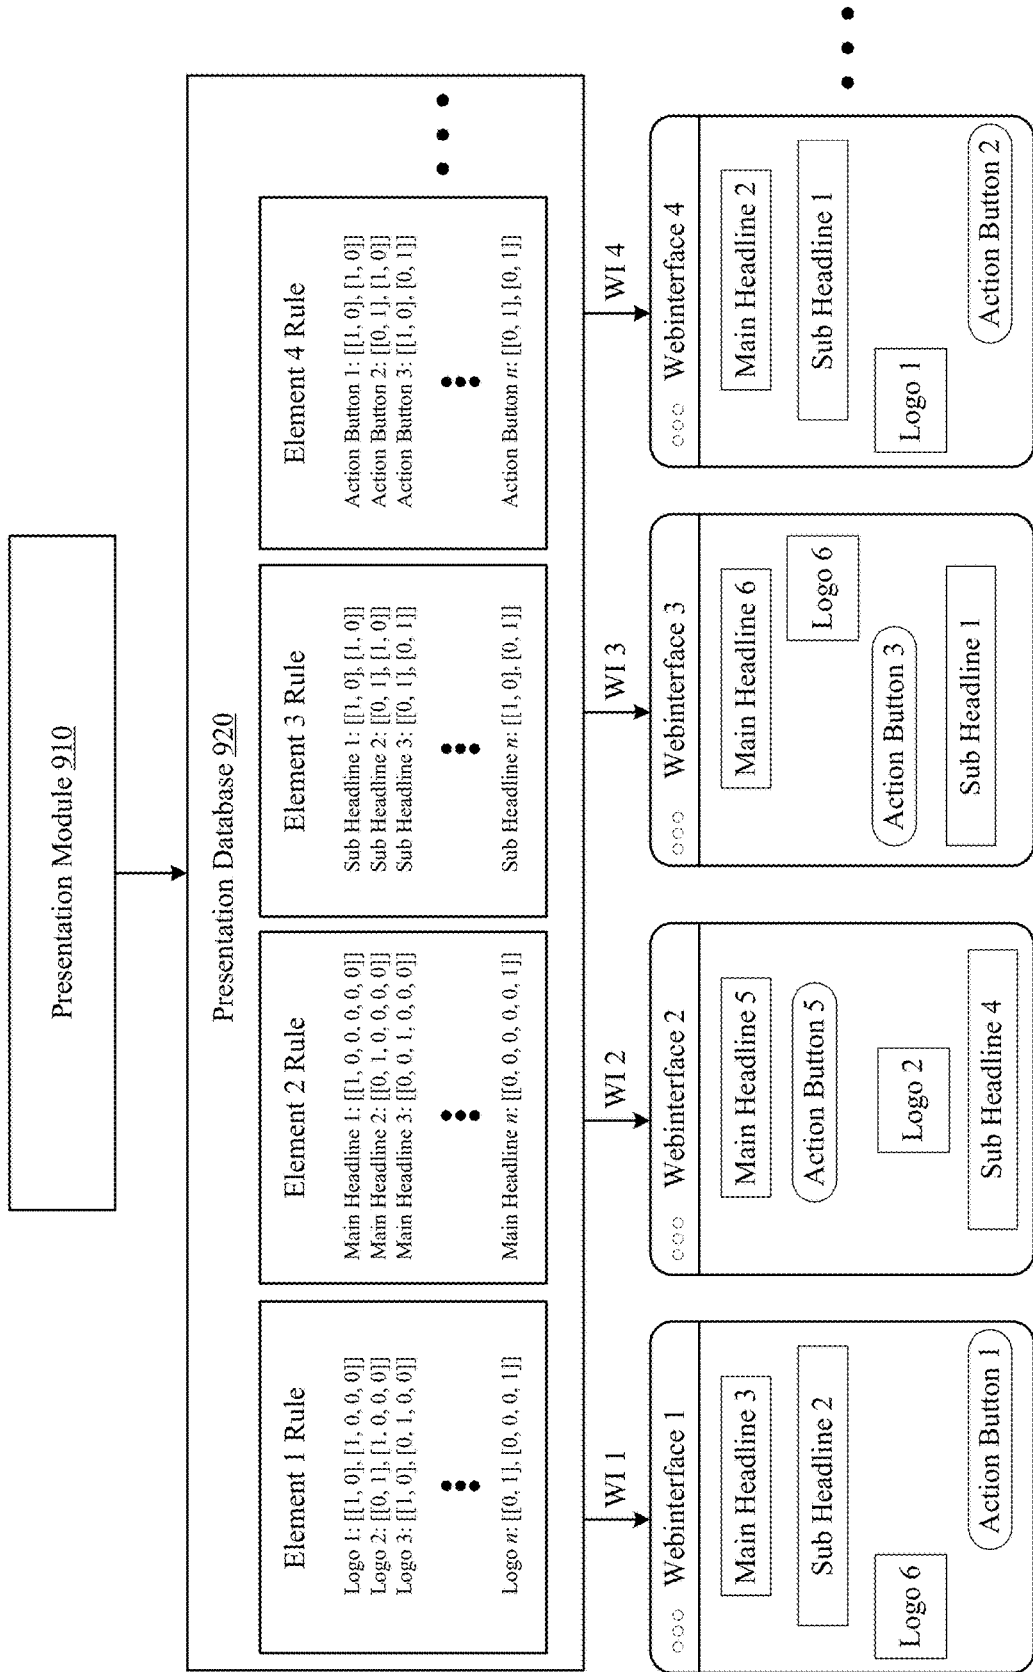 Presentation Module 910
Presentation Database 920
Element 1 Rule
Logo 1: [[1, 0], [1, 0, 0, 0]]
Logo 2: [[0, 1], [1, 0, 0, 0]]
Logo 3: [[1, 0], [0, 1, 0, 0]]
Logo n: [[0, 1], [0, 0, 0, 1]]
Element 2 Rule
Main Headline 1: [[1, 0, 0, 0, 0, 0]]
Main Headline 2: [[0, 1, 0, 0, 0, 0]]
Main Headline 3: [[0, 0, 1, 0, 0, 0]]
Main Headline n: [[0, 0, 0, 0, 0, 1]]
Element 3 Rule
Sub Headline 1: [[1, 0], [1, 0]]
Sub Headline 2: [[0, 1], [1, 0]]
Sub Headline 3: [[0, 1], [0, 1]]
Sub Headline n: [[1, 0], [0, 1]]
Element 4 Rule
Action Button 1: [[1, 0], [1, 0]]
Action Button 2: [[0, 1], [1, 0]]
Action Button 3: [[1, 0], [0, 1]]
Action Button n: [[0, 1], [0, 1]]
WI 1
WI 2
WI 3
WI 4
Webinterface 1
Main Headline 3
Sub Headline 2
Logo 6
Action Button 1
Webinterface 2
Main Headline 5
Action Button 5
Logo 2
Sub Headline 4
Webinterface 3
Main Headline 6
Logo 6
Action Button 3
Sub Headline 1
Webinterface 4
Main Headline 2
Sub Headline 1
Logo 1
Action Button 2